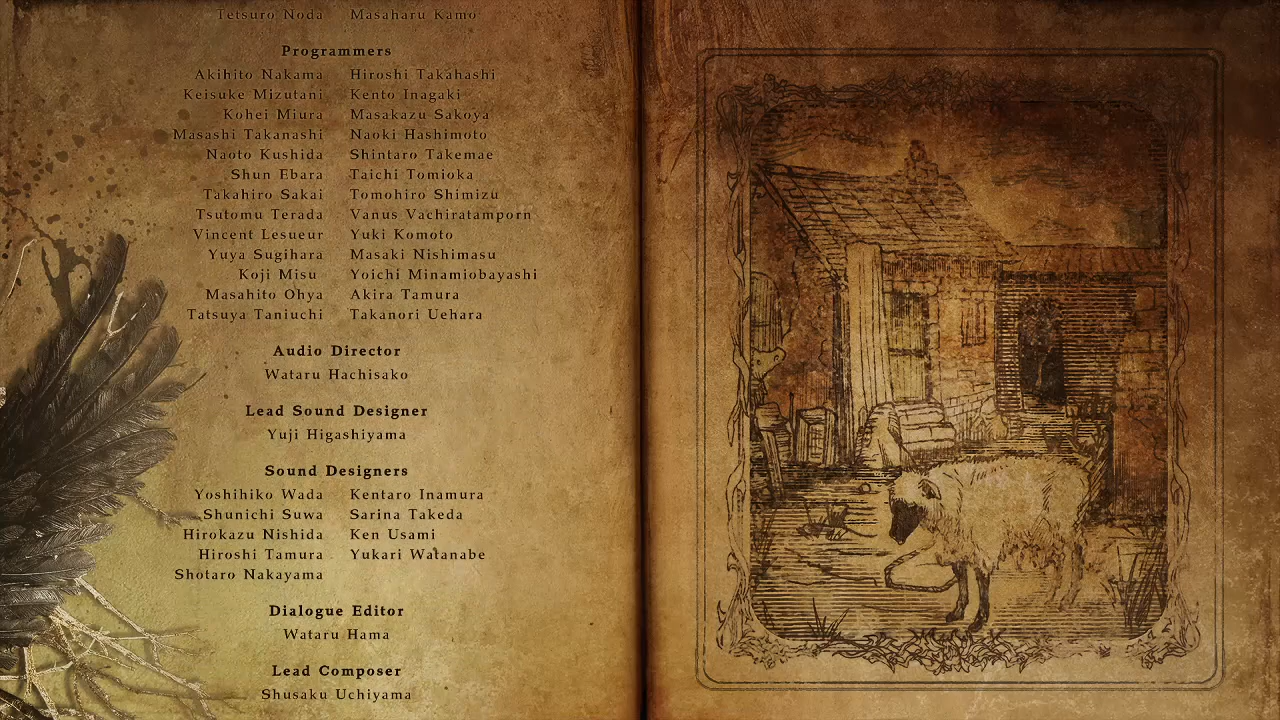 Tetsuro Noda Masaharu Kamo
Programmers
Akihito Nakama Hiroshi Takahashi
Keisuke Mizutani Kento Inagaki
Kohei Miura Masakazu Sakoya
Masashi Takanashi Naoki Hashimoto
Naoto Kushida Shintaro Takemae
Shun Ebara Taichi Tomioka
Takahiro Sakai Tomohiro Shimizu
Tsutomu Terada Vanus Vachiratamporn
Vincent Lesueur Yuki Komoto
Yuya Sugihara Masaki Nishimasu
Koji Misu Yoichi Minamiobayashi
Masahito Ohya Akira Tamura
Tatsuya Taniuchi Takanori Uehara
Audio Director
Wataru Hachisako
Lead Sound Designer
Yuji Higashiyama
Sound Designers
Yoshihiko Wada Kentaro Inamura
Shunichi Suwa Sarina Takeda
Hirokazu Nishida Ken Usami
Hiroshi Tamura Yukari Watanabe
Shotaro Nakayama
Dialogue Editor
Wataru Hama
Lead Composer
Shusaku Uchiyama